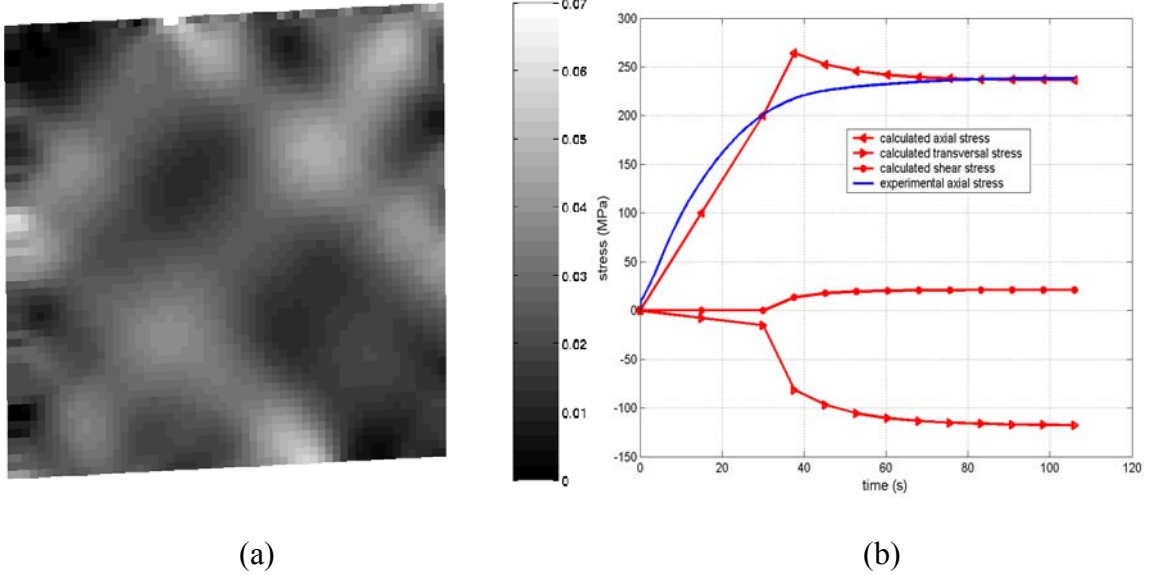 0.07
0.06
0.05
0.04
0.03
0.02
0.01
0
300
250
200
150
100
50
0
-50
-100
-150
stress (MPa)
calculated axial stress
calculated transversal stress
calculated shear stress
experimental axial stress
0 20 40 60 80 100 120
time (s)
(a) (b)